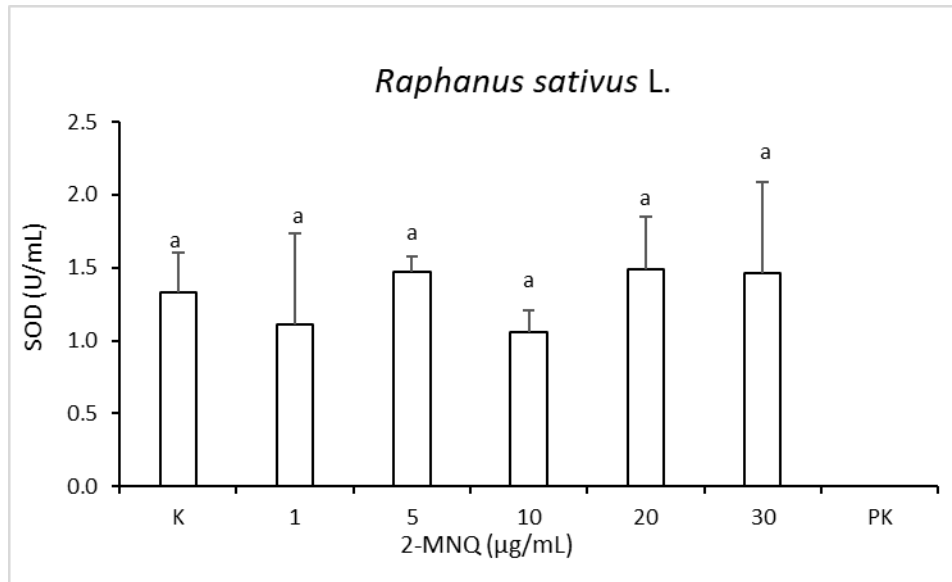 Raphanus sativus L.
2.5
2.0
1.5
1.0
0.5
0.0
SOD (U/mL)
a
a
a
a
a
a
K 1 5 10 20 30 PK
2-MNQ (µg/mL)